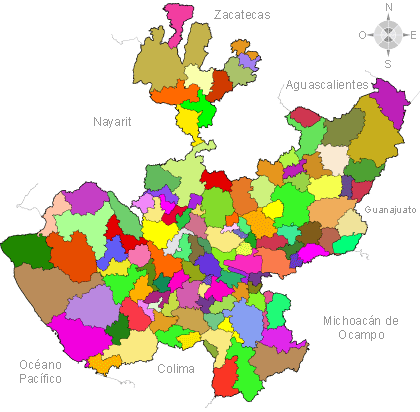 Zacatecas
N
O
E
S
Aguascalientes
Nayarit
Guanajuato
Michoacán de
Ocampo
Océano
Pacífico
Colima